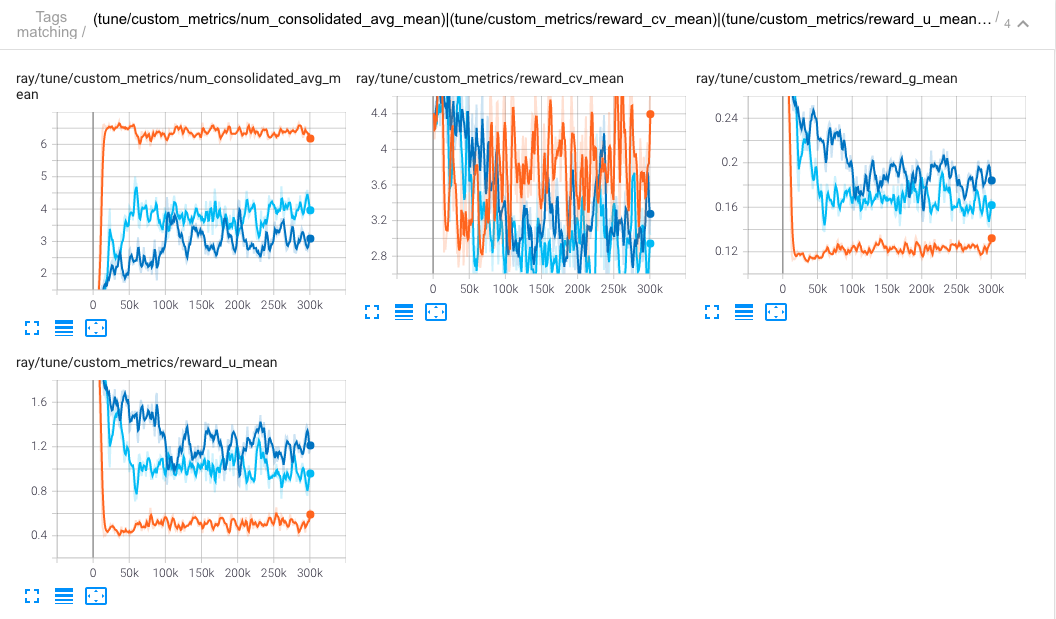 Tags matching /
(tune/custom_metrics/num_consolidated_avg_mean)|(tune/custom_metrics/reward_cv_mean)|(tune/custom_metrics/reward_u_mean… / 4
ray/tune/custom_metrics/num_consolidated_avg_m
ean
6
5
4
3
2
0 50k 100k 150k 200k 250k 300k
ray/tune/custom_metrics/reward_cv_mean
4.4
4
3.6
3.2
2.8
0 50k 100k 150k 200k 250k 300k
ray/tune/custom_metrics/reward_g_mean
0.24
0.2
0.16
0.12
0 50k 100k 150k 200k 250k 300k
ray/tune/custom_metrics/reward_u_mean
1.6
1.2
0.8
0.4
0 50k 100k 150k 200k 250k 300k